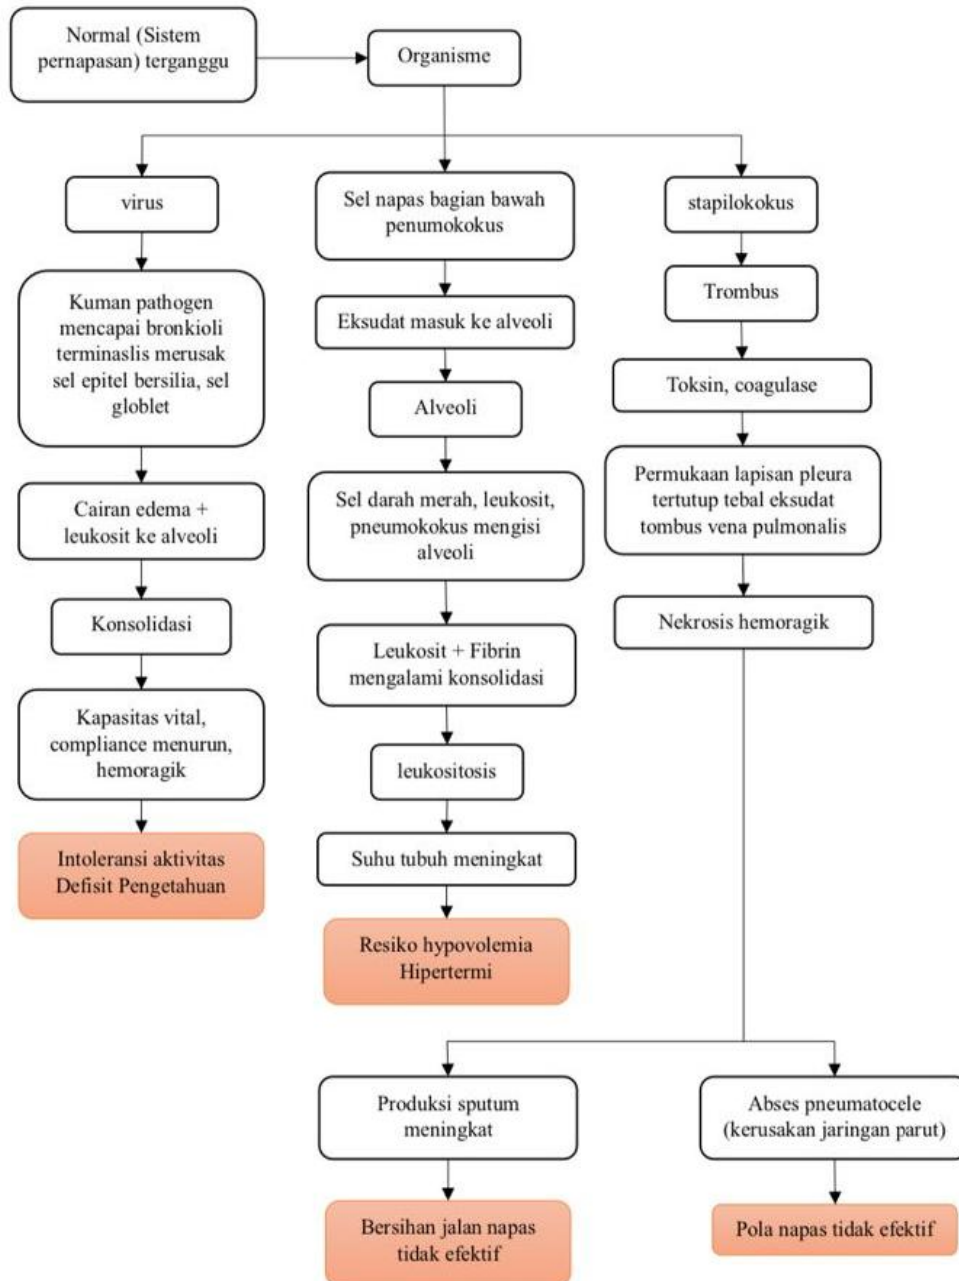 Normal (Sistem
pernapasan) terganggu
Organisme
virus
Kuman pathogen
mencapai bronkioli
terminaslis merusak
sel epitel bersilia, sel
globlet
Cairan edema +
leukosit ke alveoli
Konsolidasi
Kapasitas vital,
compliance menurun,
hemoragik
Intoleransi aktivitas
Defisit Pengetahuan
Sel napas bagian bawah
penumokokus
Eksudat masuk ke alveoli
Alveoli
Sel darah merah, leukosit,
pneumokokus mengisi
alveoli
Leukosit + Fibrin
mengalami konsolidasi
leukositosis
Suhu tubuh meningkat
Resiko hypovolemia
Hipertermi
stapilokokus
Trombus
Toksin, coagulase
Permukaan lapisan pleura
tertutup tebal eksudat
tombus vena pulmonalis
Nekrosis hemoragik
Produksi sputum
meningkat
Bersihan jalan napas
tidak efektif
Abses pneumatocele
(kerusakan jaringan parut)
Pola napas tidak efektif